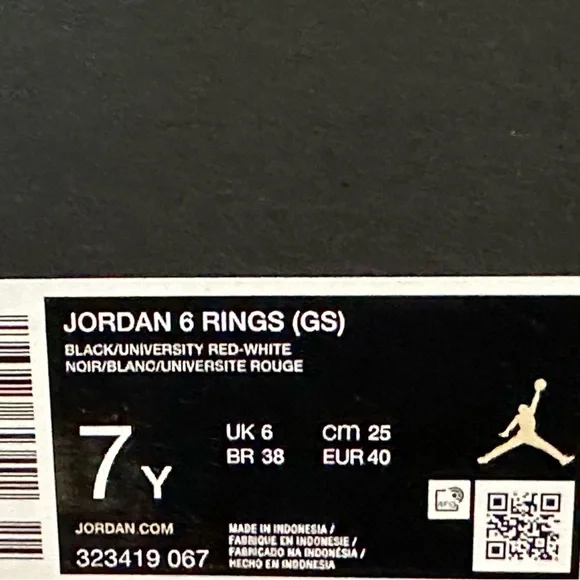 JORDAN 6 RINGS (GS)
BLACK/UNIVERSITY RED-WHITE
NOIR/BLANC/UNIVERSITE ROUGE
7Y
UK 6 cm 25
BR 38 EUR 40
JORDAN.COM
323419 067
MADE IN INDONESIA /
FABRIQUE EN INDONESIE /
FABRICADO NA INDONÉSIA /
HECHO EN INDONESIA